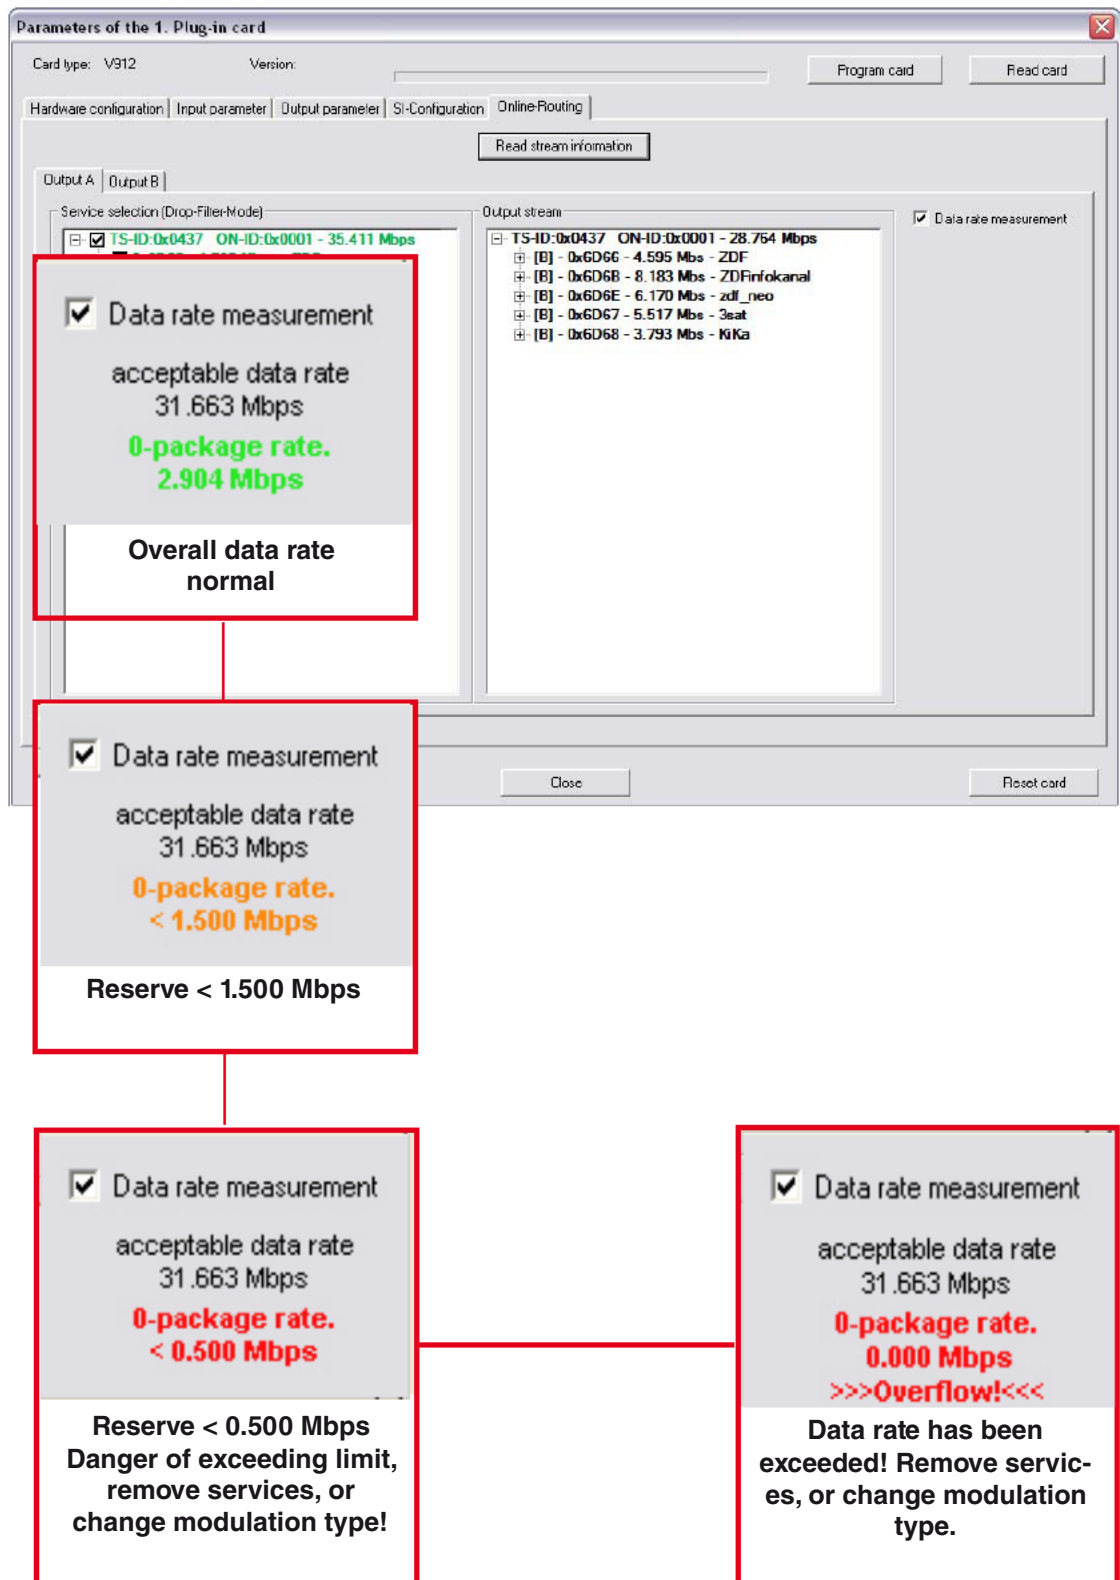 Parameters of the 1. Plug-in card
Card type: V912 Version:
Program card
Read card
Hardware configuration Input parameter Output parameter SI-Configuration Online-Routing
Read stream information
Output A Output B
Service selection (Drop-Filter-Mode)
TS-ID:0x0437 ON-ID:0x0001 - 35.411 Mbps
Output stream
TS-ID:0x0437 ON-ID:0x0001 - 28.764 Mbps
[B] - 0x6D66 - 4.595 Mbs - ZDF
[B] - 0x6D6B - 8.183 Mbs - ZDFinfokanal
[B] - 0x6D6E - 6.170 Mbs - zdf_neo
[B] - 0x6D67 - 5.517 Mbs - 3sat
[B] - 0x6D68 - 3.793 Mbs - KiKa
Data rate measurement
Data rate measurement
acceptable data rate
31.663 Mbps
0-package rate.
2.904 Mbps
Overall data rate
normal
Close
Reset card
Data rate measurement
acceptable data rate
31.663 Mbps
0-package rate.
< 1.500 Mbps
Reserve < 1.500 Mbps
Data rate measurement
acceptable data rate
31.663 Mbps
0-package rate.
< 0.500 Mbps
Reserve < 0.500 Mbps
Danger of exceeding limit,
remove services, or
change modulation type!
Data rate measurement
acceptable data rate
31.663 Mbps
0-package rate.
0.000 Mbps
>>>Overflow!<<<
Data rate has been
exceeded! Remove servic-
es, or change modulation
type.